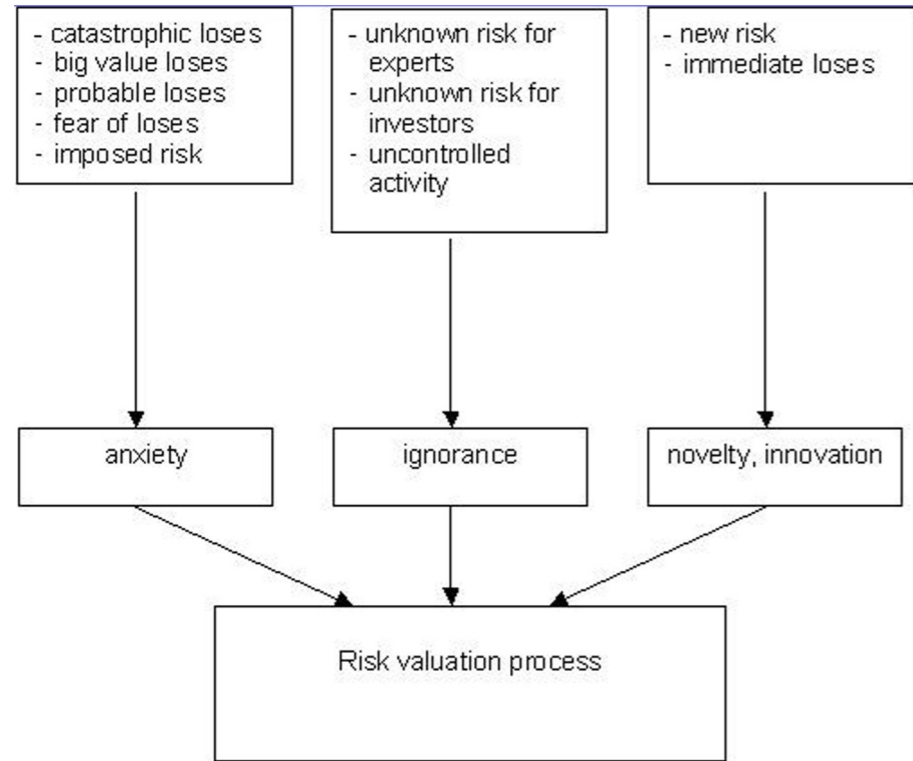 - catastrophic loses
- big value loses
- probable loses
- fear of loses
- imposed risk
- unknown risk for
experts
- unknown risk for
investors
- uncontrolled
activity
- new risk
- immediate loses
anxiety
ignorance
novelty, innovation
Risk valuation process